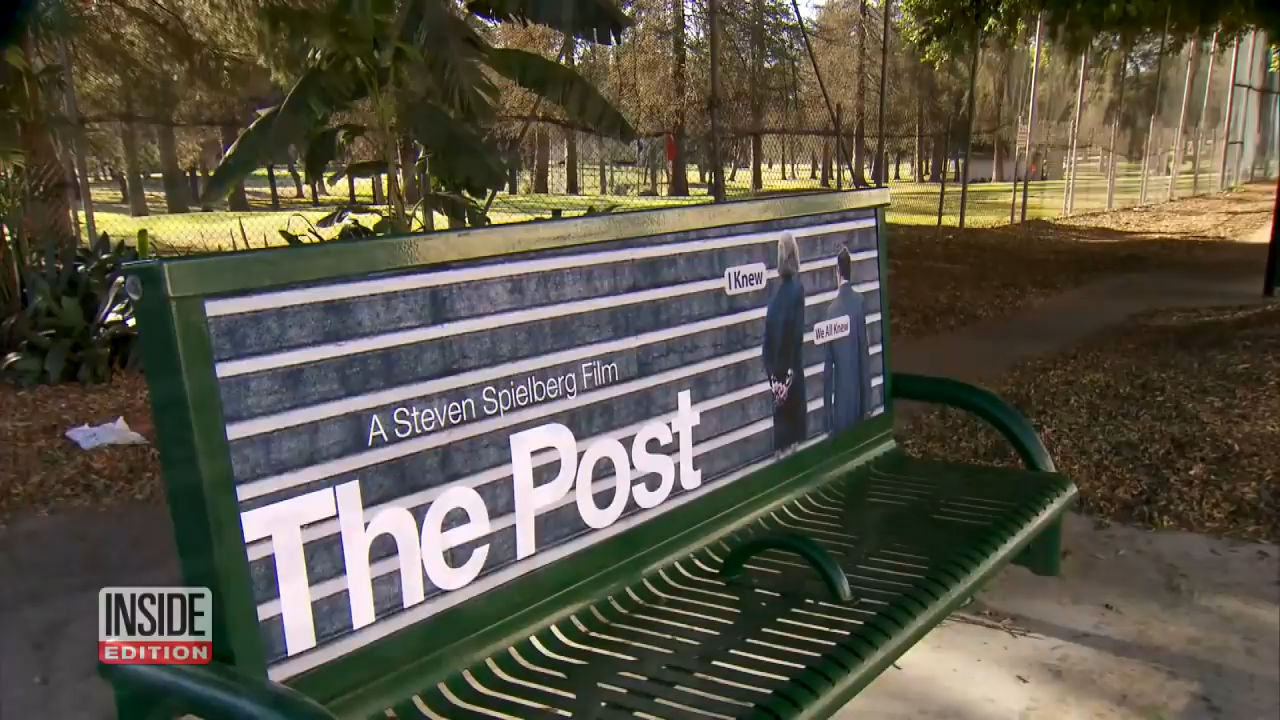 I Knew
We All Knew
A Steven Spielberg Film
The Post
INSIDE
EDITION